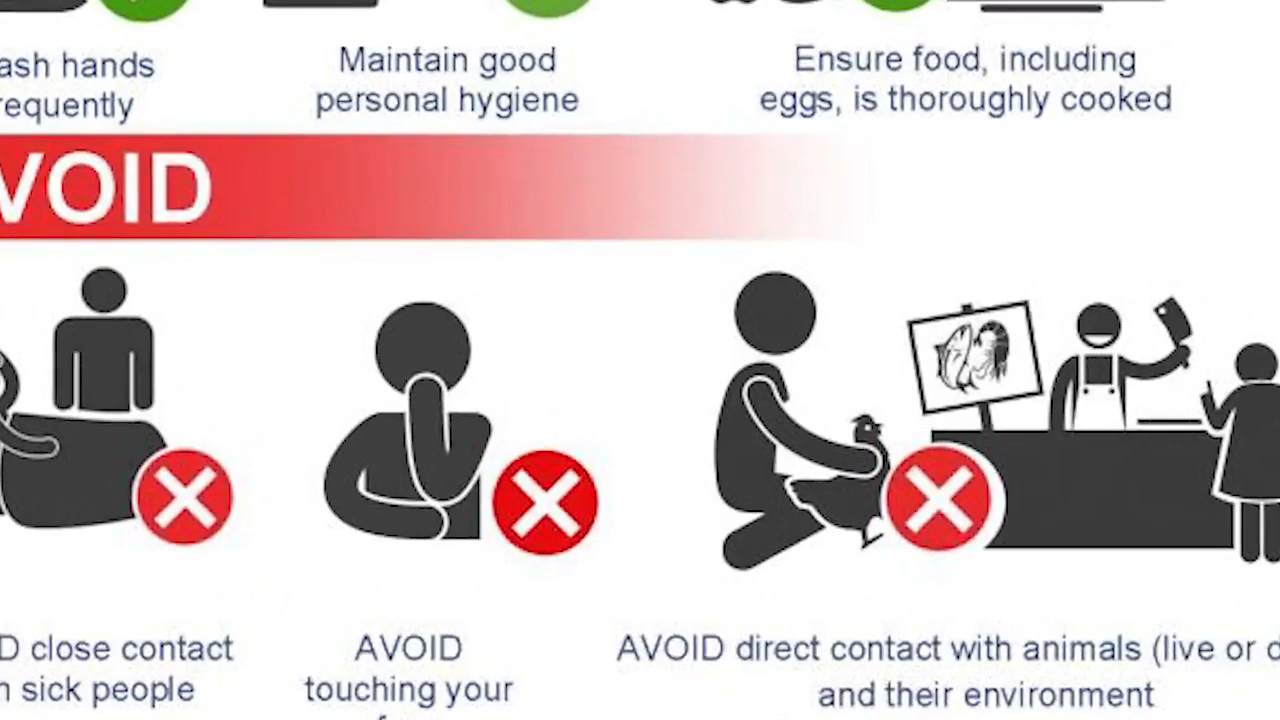 ash hands
requently
Maintain good
personal hygiene
Ensure food, including
eggs, is thoroughly cooked
VOID
D close contact
sick people
AVOID
touching your
AVOID direct contact with animals (live or d
and their environment